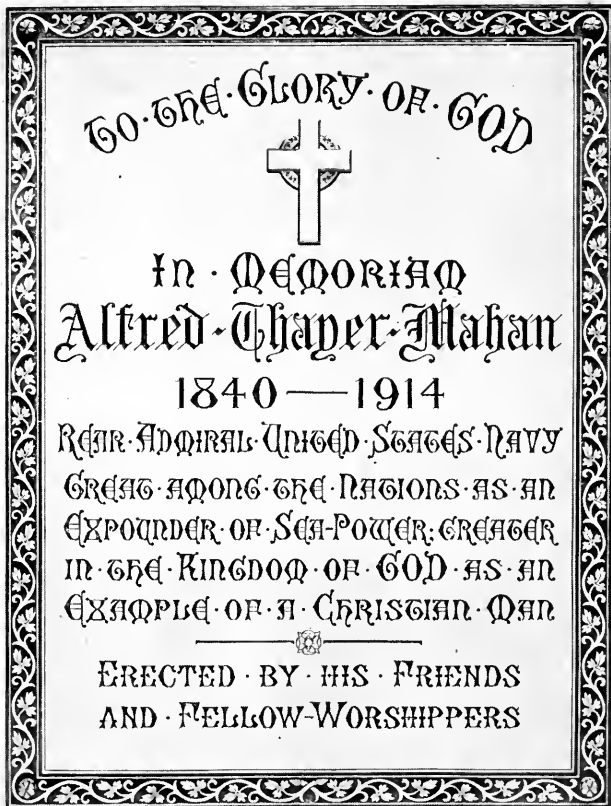 To · the · Glory · of · GOD
In · Memoriam
Alfred · Thayer · Mahan
1840 — 1914
Rear · Admiral · United · States · Navy
Great · among · the · Nations · as · an
Expounder · of · Sea-Power: greater
in · the · Kingdom · of · GOD · as · an
Example · of · a · Christian · Man
Erected · by · his · Friends
and · Fellow-Worshippers